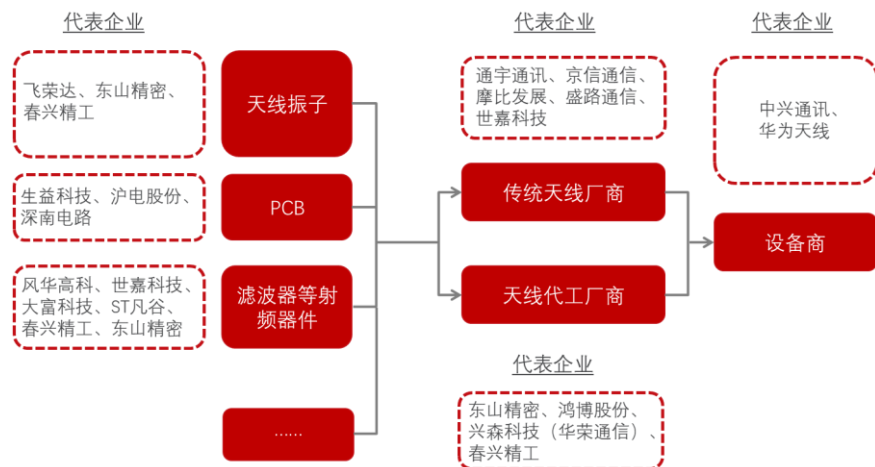 代表企业
飞荣达、东山精密、
春兴精工
天线振子
生益科技、沪电股份、
深南电路
PCB
风华高科、世嘉科技、
大富科技、ST凡谷、
春兴精工、东山精密
滤波器等射
频器件
……
代表企业
通宇通讯、京信通信、
摩比发展、盛路通信、
世嘉科技
传统天线厂商
天线代工厂商
代表企业
东山精密、鸿博股份、
兴森科技（华荣通信）、
春兴精工
代表企业
中兴通讯、
华为天线
设备商